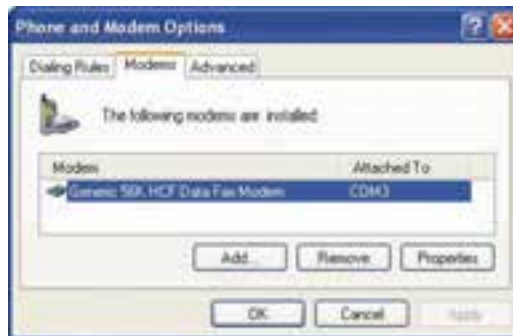 Phone and Modem Options
Dialing Rules Modems Advanced
The following modems are installed:
Modem Attached To
Generic 56K HCF Data Fax Modem COM3
Add... Remove Properties
OK Cancel Apply